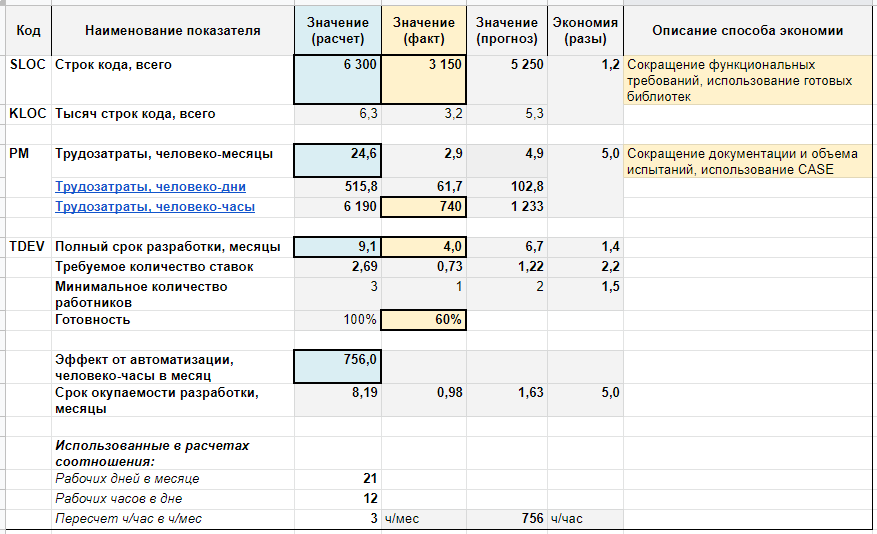 Код Наименование показателя Значение (расчет) Значение (факт) Значение (прогноз) Экономия (разы) Описание способа экономии
SLOC Строк кода, всего 6 300 3 150 5 250 1,2 Сокращение функциональных
требований, использование готовых
библиотек
KLOC Тысяч строк кода, всего 6,3 3,2 5,3
PM Трудозатраты, человеко-месяцы 24,6 2,9 4,9 5,0 Сокращение документации и объема
испытаний, использование CASE
Трудозатраты, человеко-дни 515,8 61,7 102,8
Трудозатраты, человеко-часы 6 190 740 1 233
TDEV Полный срок разработки, месяцы 9,1 4,0 6,7 1,4
Требуемое количество ставок 2,69 0,73 1,22 2,2
Минимальное количество 3 1 2 1,5
работников
Готовность 100% 60%
Эффект от автоматизации, 756,0
человеко-часы в месяц
Срок окупаемости разработки, 8,19 0,98 1,63 5,0
месяцы
Использованные в расчетах
соотношения:
Рабочих дней в месяце 21
Рабочих часов в дне 12
Пересчет ч/час в ч/мес 3 ч/мес 756 ч/час